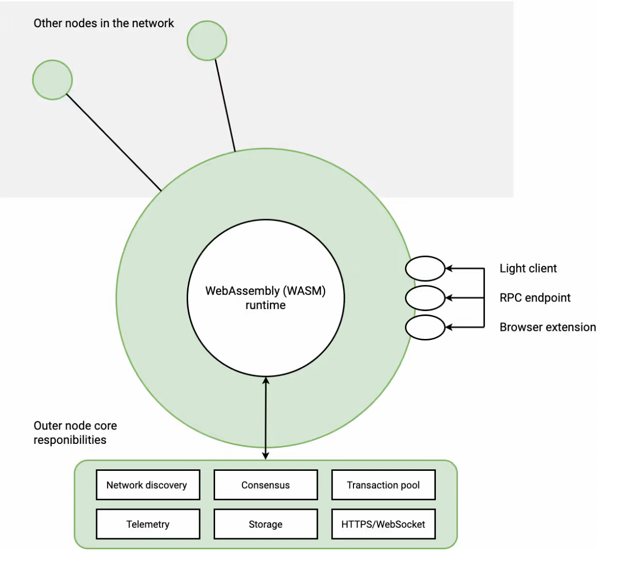 Other nodes in the network
WebAssembly (WASM)
runtime
Light client
RPC endpoint
Browser extension
Outer node core
responibilities
Network discovery
Consensus
Transaction pool
Telemetry
Storage
HTTPS/WebSocket